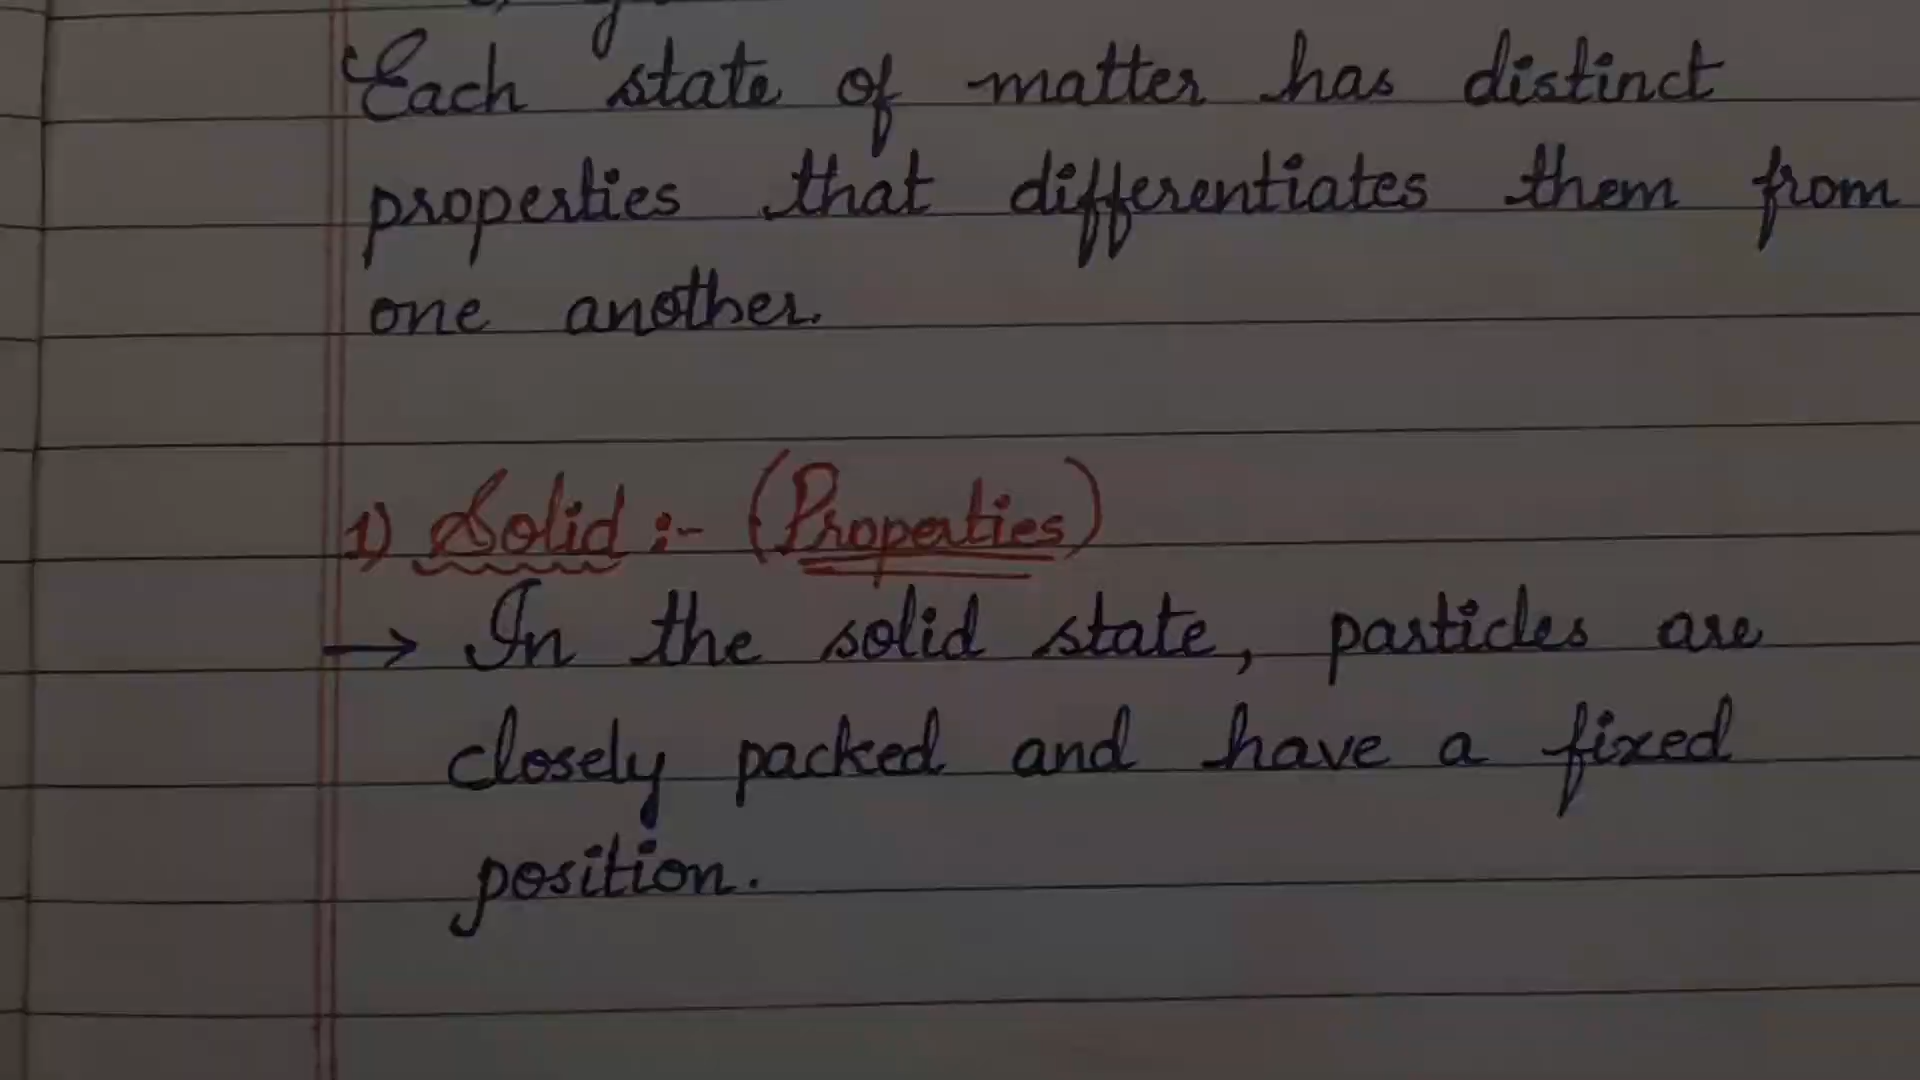 Each state of matter has distinct
properties that differentiates them from
one another.
1) Solid :- (Properties)
→ In the solid state, particles are
closely packed and have a fixed
position.